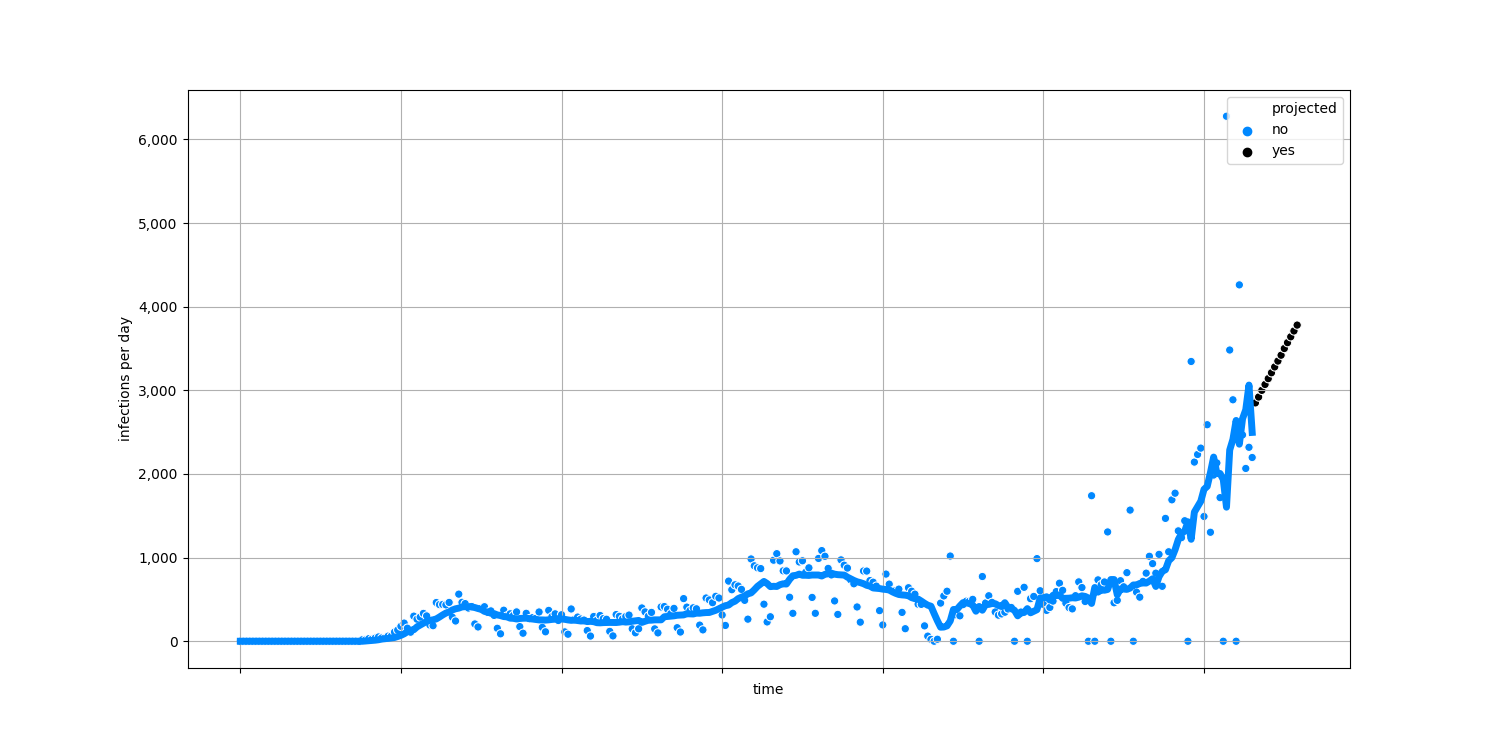 projected
no
yes
6,000
5,000
4,000
3,000
2,000
1,000
0
infections per day
time